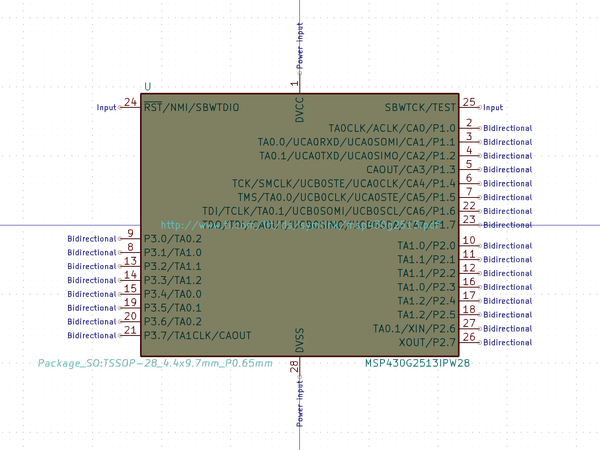 Power input
1
U
DVCC
Input
24
R̅S̅T̅/NMI/SBWTDIO
SBWTCK/TEST
25
Input
TA0CLK/ACLK/CA0/P1.0
2
Bidirectional
TA0.0/UCA0RXD/UCA0SOMI/CA1/P1.1
3
Bidirectional
TA0.1/UCA0TXD/UCA0SIMO/CA2/P1.2
4
Bidirectional
CAOUT/CA3/P1.3
5
Bidirectional
TCK/SMCLK/UCB0STE/UCA0CLK/CA4/P1.4
6
Bidirectional
TMS/TA0.0/UCB0CLK/UCA0STE/CA5/P1.5
7
Bidirectional
TDI/TCLK/TA0.1/UCB0SOMI/UCB0SCL/CA6/P1.6
22
Bidirectional
23
Bidirectional
Bidirectional
9
P3.0/TA0.2
Bidirectional
8
P3.1/TA1.0
Bidirectional
13
P3.2/TA1.1
Bidirectional
14
P3.3/TA1.2
Bidirectional
15
P3.4/TA0.0
Bidirectional
19
P3.5/TA0.1
Bidirectional
20
P3.6/TA0.2
Bidirectional
21
P3.7/TA1CLK/CAOUT
TA1.0/P2.0
10
Bidirectional
TA1.1/P2.1
11
Bidirectional
TA1.1/P2.2
12
Bidirectional
TA1.0/P2.3
16
Bidirectional
TA1.2/P2.4
17
Bidirectional
TA1.2/P2.5
18
Bidirectional
TA0.1/XIN/P2.6
27
Bidirectional
XOUT/P2.7
26
Bidirectional
DVSS
28
Power input
Package_SO:TSSOP-28_4.4x9.7mm_P0.65mm
MSP430G2513IPW28